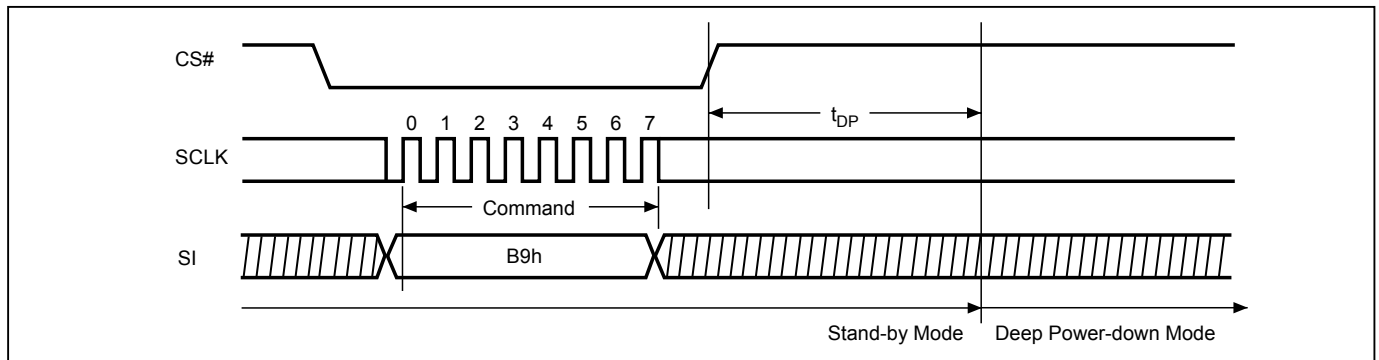 CS#
t_DP
0 1 2 3 4 5 6 7
SCLK
Command
SI
B9h
Stand-by Mode
Deep Power-down Mode